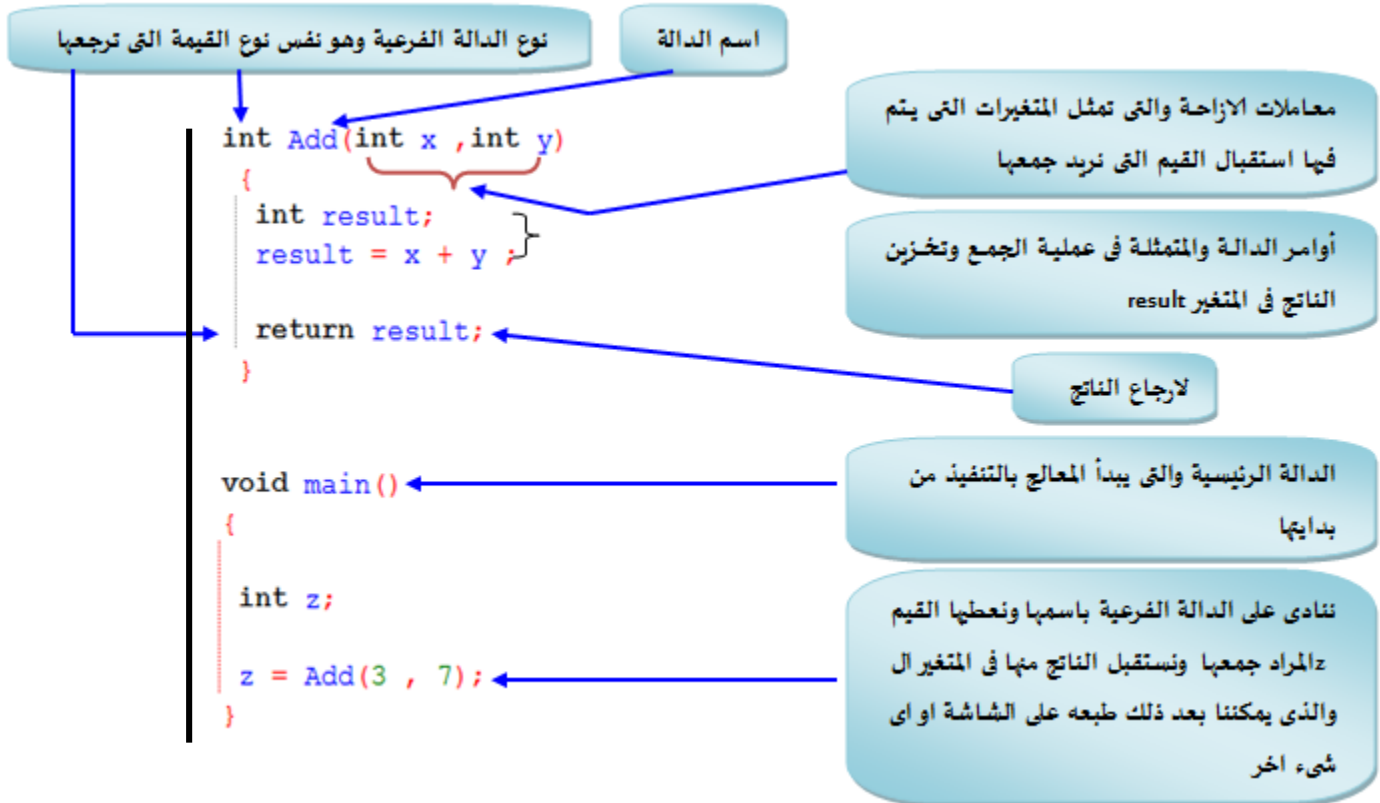 نوع الدالة الفرعية وهو نفس نوع القيمة التى ترجعها
اسم الدالة
int Add(int x ,int y)
{
int result;
result = x + y ;
return result;
}
معاملات الازاحة والتى تمثل المتغيرات التى يتم
فيها استقبال القيم التى نريد جمعها
أوامر الدالة والمتمثلة فى عملية الجمع وتخزين
الناتج فى المتغير result
لارجاع الناتج
void main()
{
int z;
z = Add(3 , 7);
}
الدالة الرئيسية والتى يبدأ المعالج بالتنفيذ من
بدايتها
ننادى على الدالة الفرعية باسمها ونعطيها القيم
zالمراد جمعها ونستقبل الناتج منها فى المتغير ال
والذى يمكننا بعد ذلك طبعه على الشاشة او اى
شىء اخر